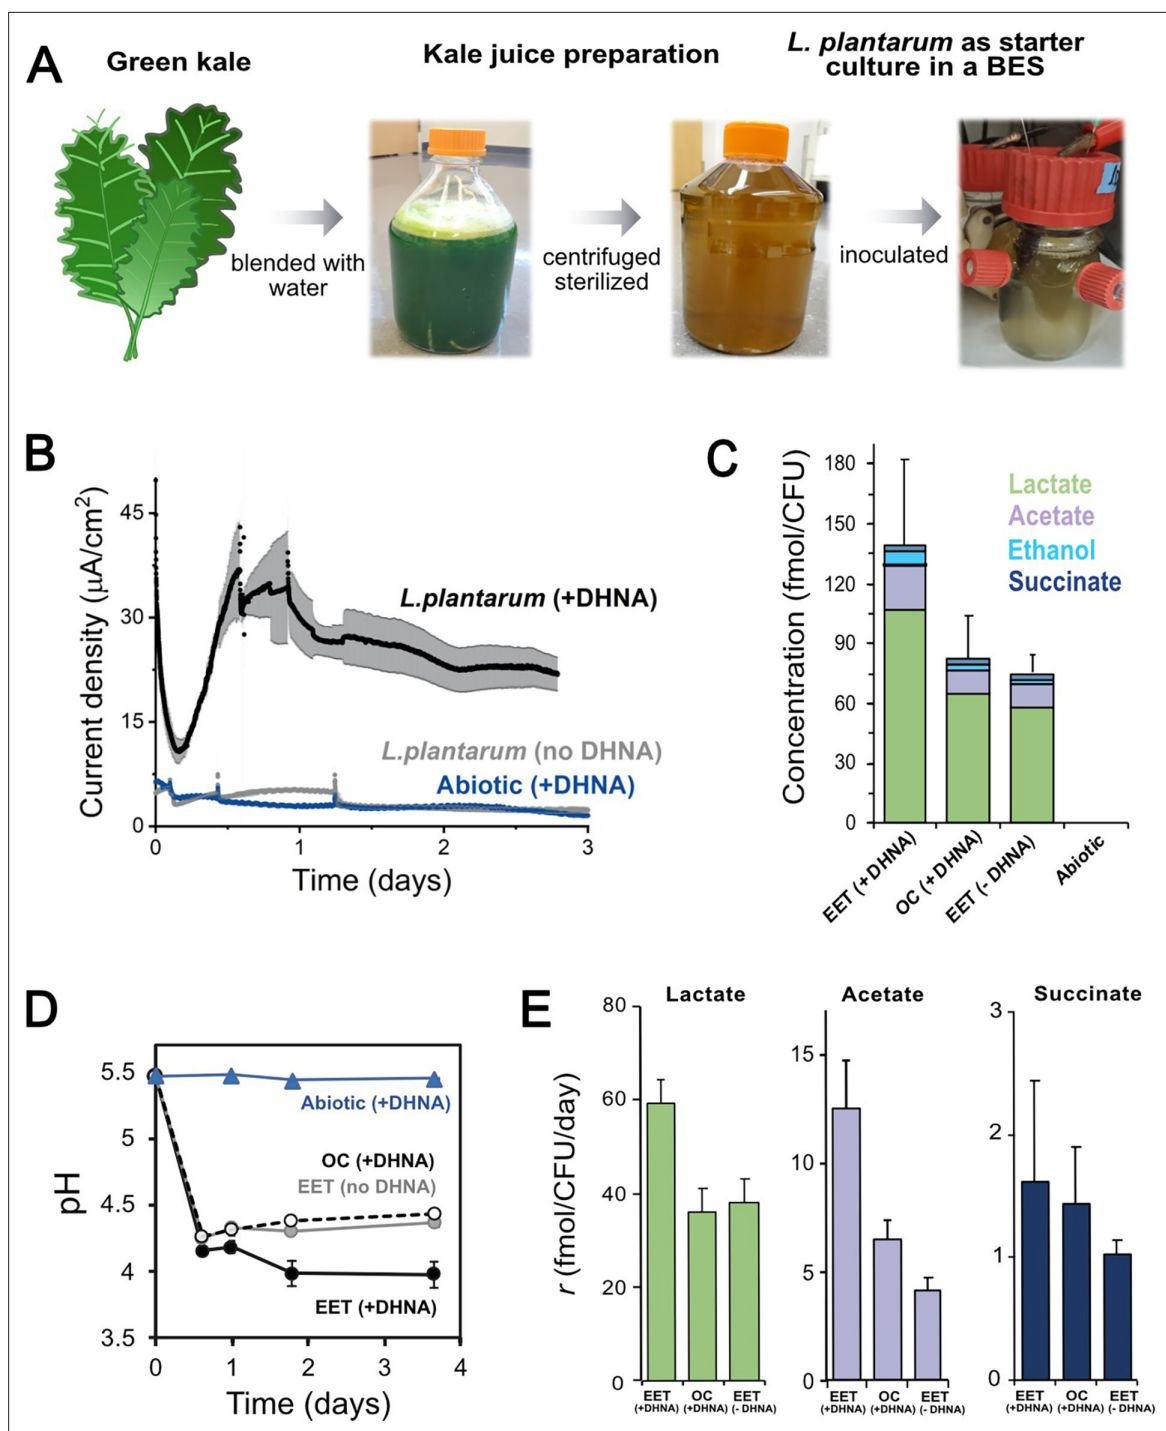 A
Green kale
Kale juice preparation
L. plantarum as starter
culture in a BES
blended with
water
centrifuged
sterilized
inoculated
B
Current density (µA/cm²)
45
30
15
0
L.plantarum (+DHNA)
L.plantarum (no DHNA)
Abiotic (+DHNA)
0 1 2 3
Time (days)
C
Concentration (fmol/CFU)
180
150
120
90
60
30
0
Lactate
Acetate
Ethanol
Succinate
EET (+DHNA)
OC (+DHNA)
EET (- DHNA)
Abiotic
D
pH
5.5
5
4.5
4
3.5
Abiotic (+DHNA)
OC (+DHNA)
EET (no DHNA)
EET (+DHNA)
0 1 2 3 4
Time (days)
E
r (fmol/CFU/day)
Lactate
80
60
40
20
0
EET OC EET
(+DHNA) (+DHNA) (- DHNA)
Acetate
15
10
5
0
EET OC EET
(+DHNA) (+DHNA) (- DHNA)
Succinate
3
2
1
0
EET OC EET
(+DHNA) (+DHNA) (- DHNA)